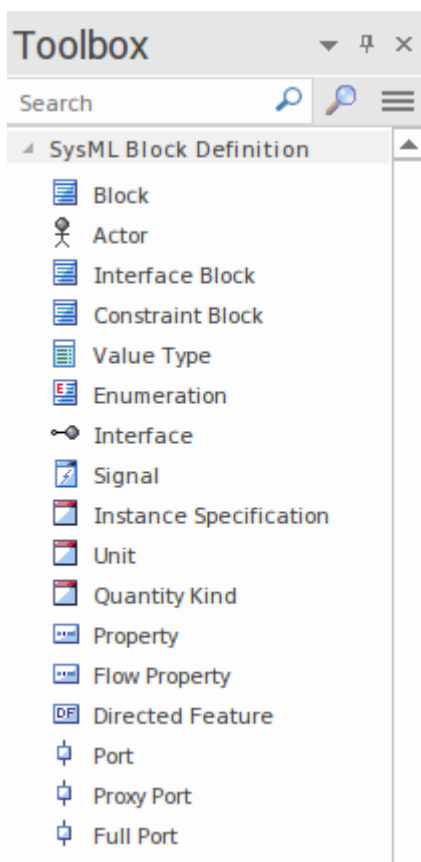 Toolbox
Search
SysML Block Definition
Block
Actor
Interface Block
Constraint Block
Value Type
Enumeration
Interface
Signal
Instance Specification
Unit
Quantity Kind
Property
Flow Property
DF Directed Feature
Port
Proxy Port
Full Port